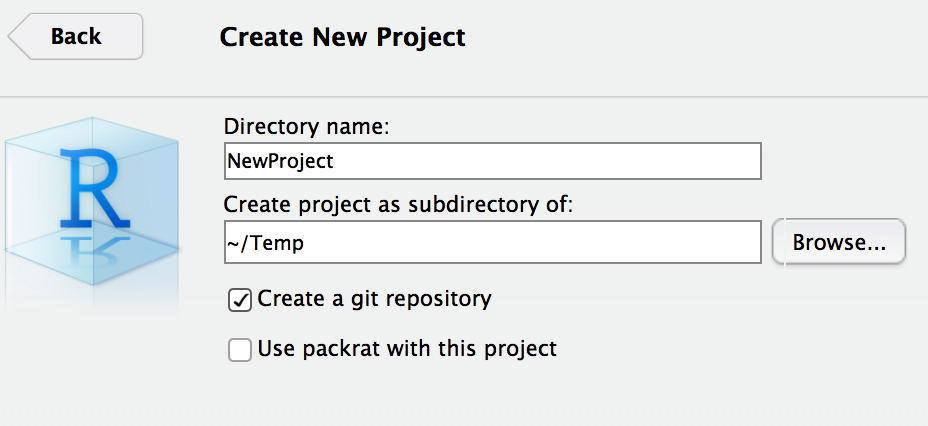 Back
Create New Project
Directory name:
NewProject
Create project as subdirectory of:
~/Temp
Browse...
R
Create a git repository
Use packrat with this project